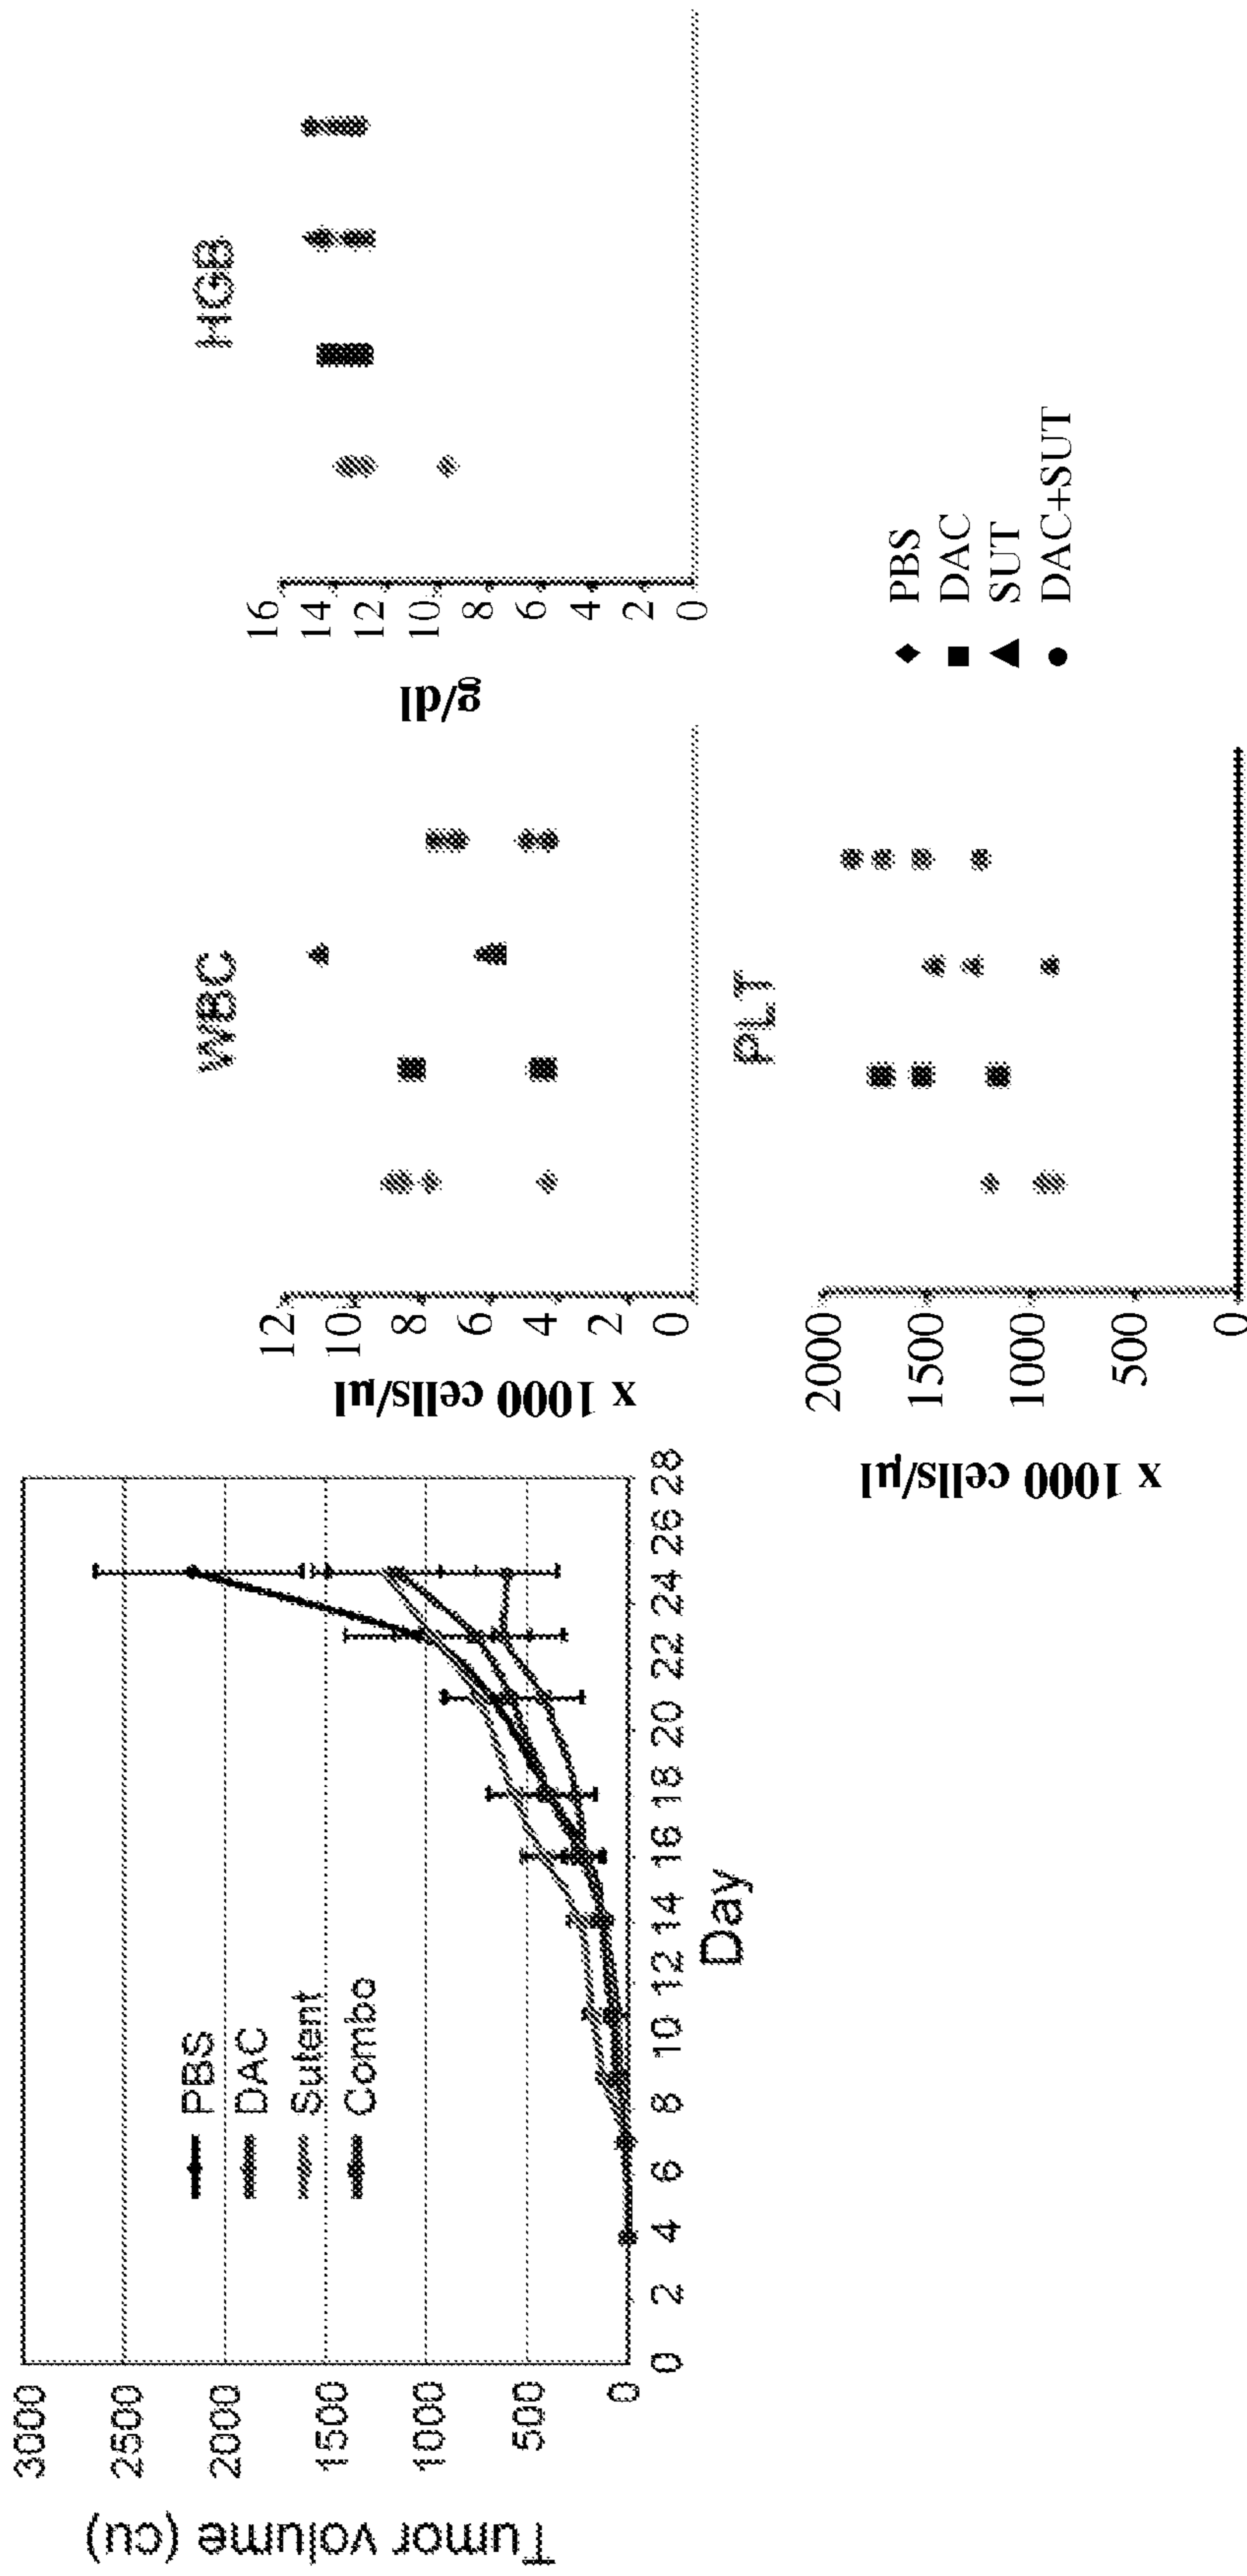 Tumor volume (cu)
3000
2500
2000
1500
1000
500
0
PBS
DAC
Sutent
Combo
0 2 4 6 8 10 12 14 16 18 20 22 24 26 28
Day
WBC
x 1000 cells/µl
12
10
8
6
4
2
0
HGB
g/dl
16
14
12
10
8
6
4
2
0
PLT
x 1000 cells/µl
2000
1500
1000
500
0
PBS
DAC
SUT
DAC+SUT